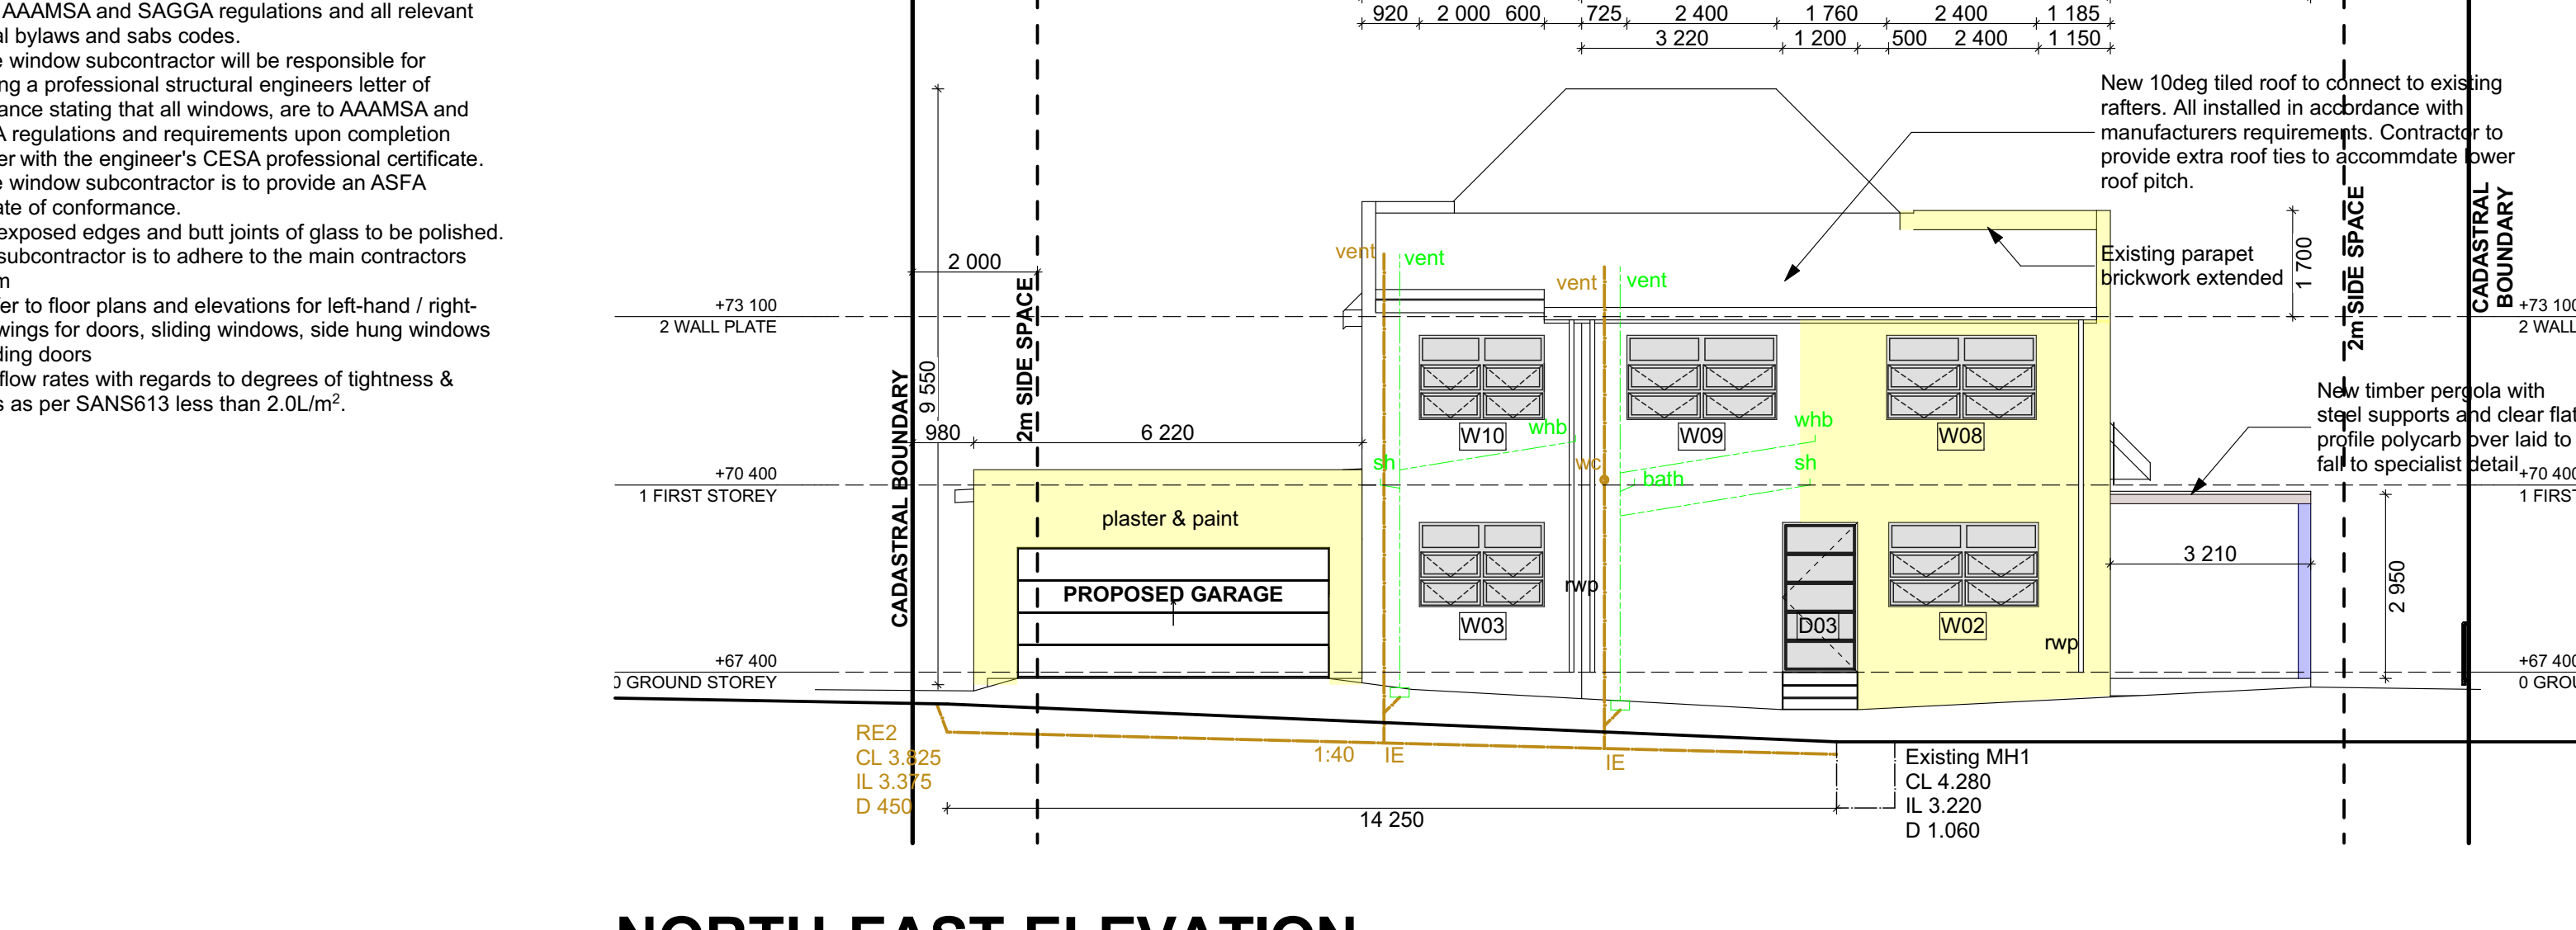 AAAMSA and SAGGA regulations and all relevant
al bylaws and sabs codes.
e window subcontractor will be responsible for
ng a professional structural engineers letter of
ance stating that all windows, are to AAAMSA and
A regulations and requirements upon completion
er with the engineer's CESA professional certificate.
e window subcontractor is to provide an ASFA
ate of conformance.
exposed edges and butt joints of glass to be polished.
subcontractor is to adhere to the main contractors
m
er to floor plans and elevations for left-hand / right-
wings for doors, sliding windows, side hung windows
ding doors
flow rates with regards to degrees of tightness &
s as per SANS613 less than 2.0L/m².
920 2 000 600 725 2 400 1 760 2 400 1 185
3 220 1 200 500 2 400 1 150
New 10deg tiled roof to connect to existing
rafters. All installed in accordance with
manufacturers requirements. Contractor to
provide extra roof ties to accommdate lower
roof pitch.
Existing parapet
brickwork extended
1 700
2m SIDE SPACE
CADASTRAL
BOUNDARY
2 000
vent
vent
vent
vent
+73 100
2 WALL PLATE
+73 100
2 WALL
9 550
2m SIDE SPACE
CADASTRAL BOUNDARY
980
6 220
W10
whb
W09
whb
W08
sh
wc
bath
sh
New timber pergola with
steel supports and clear flat
profile polycarb over laid to
fall to specialist detail
+70 400
1 FIRST STOREY
+70 400
1 FIRS
plaster & paint
PROPOSED GARAGE
rwp
W03
D03
W02
rwp
3 210
2 950
+67 400
0 GROUND STOREY
+67 400
0 GROU
RE2
CL 3.825
IL 3.375
D 450
1:40
IE
IE
Existing MH1
CL 4.280
IL 3.220
D 1.060
14 250
NORTH EAST ELEVATION